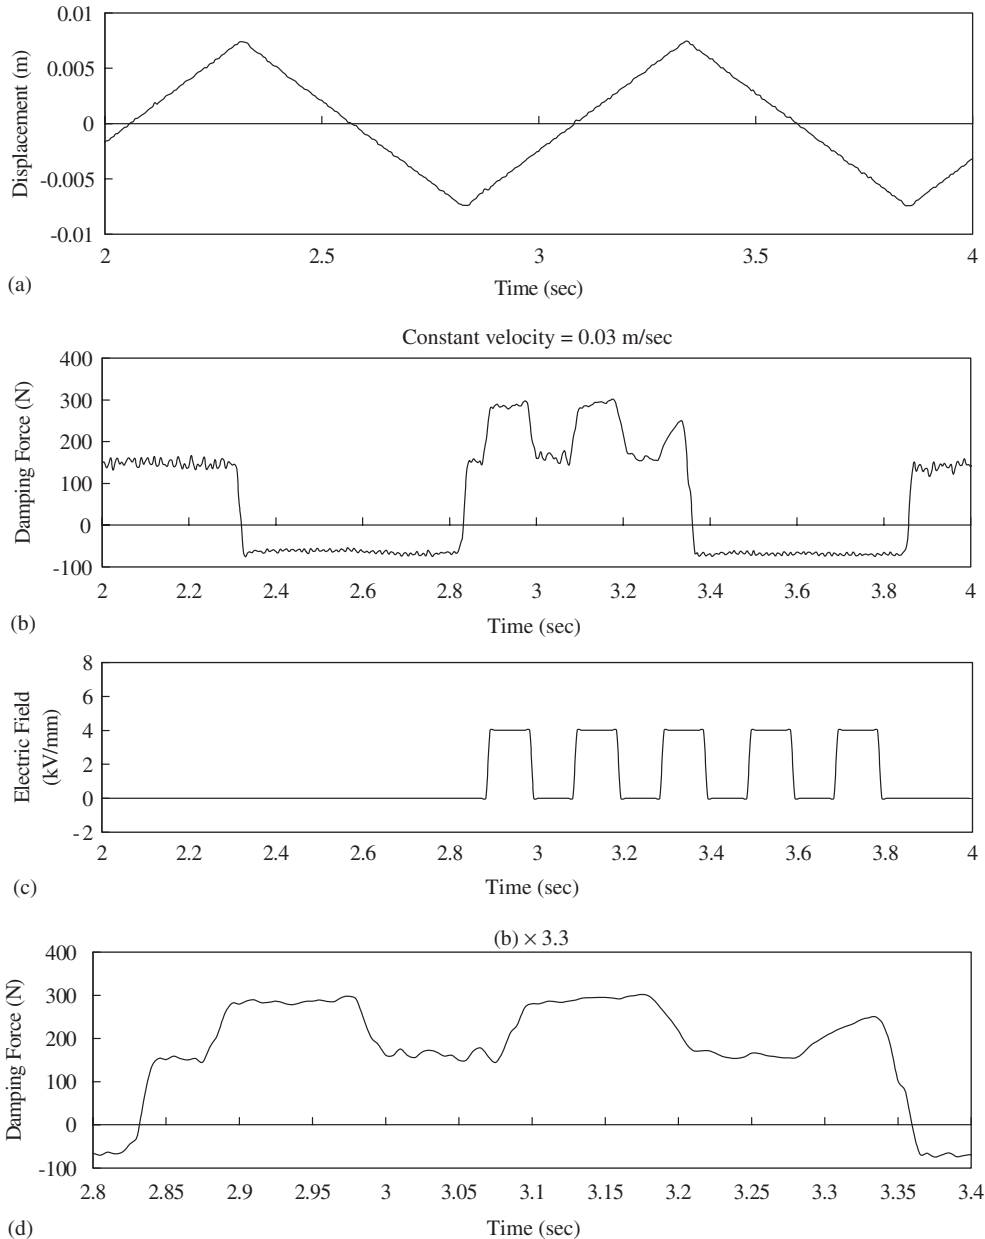 0.01
0.005
0
-0.005
-0.01
Displacement (m)
2 2.5 3 3.5 4
Time (sec)
(a)
Constant velocity = 0.03 m/sec
400
300
200
100
0
-100
Damping Force (N)
2 2.2 2.4 2.6 2.8 3 3.2 3.4 3.6 3.8 4
Time (sec)
(b)
8
6
4
2
0
-2
Electric Field
(kV/mm)
2 2.2 2.4 2.6 2.8 3 3.2 3.4 3.6 3.8 4
Time (sec)
(c)
(b) × 3.3
400
300
200
100
0
-100
Damping Force (N)
2.8 2.85 2.9 2.95 3 3.05 3.1 3.15 3.2 3.25 3.3 3.35 3.4
Time (sec)
(d)